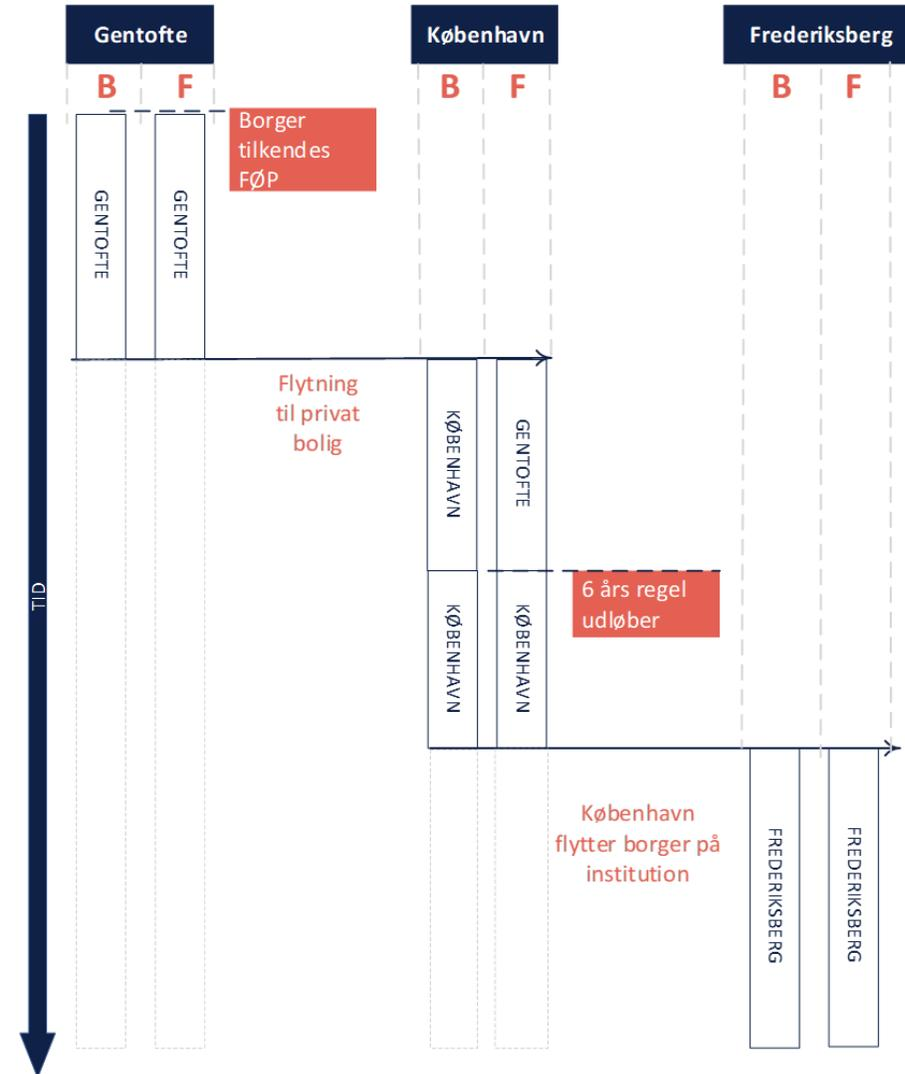 Gentofte
København
Frederiksberg
B
F
B
F
B
F
Borger
tilkendes
FØP
GENTOFTE
GENTOFTE
Flytning
til privat
bolig
KØBENHAVN
GENTOFTE
TID
6 års regel
udløber
KØBENHAVN
KØBENHAVN
København
flytter borger på
institution
FREDERIKSBERG
FREDERIKSBERG